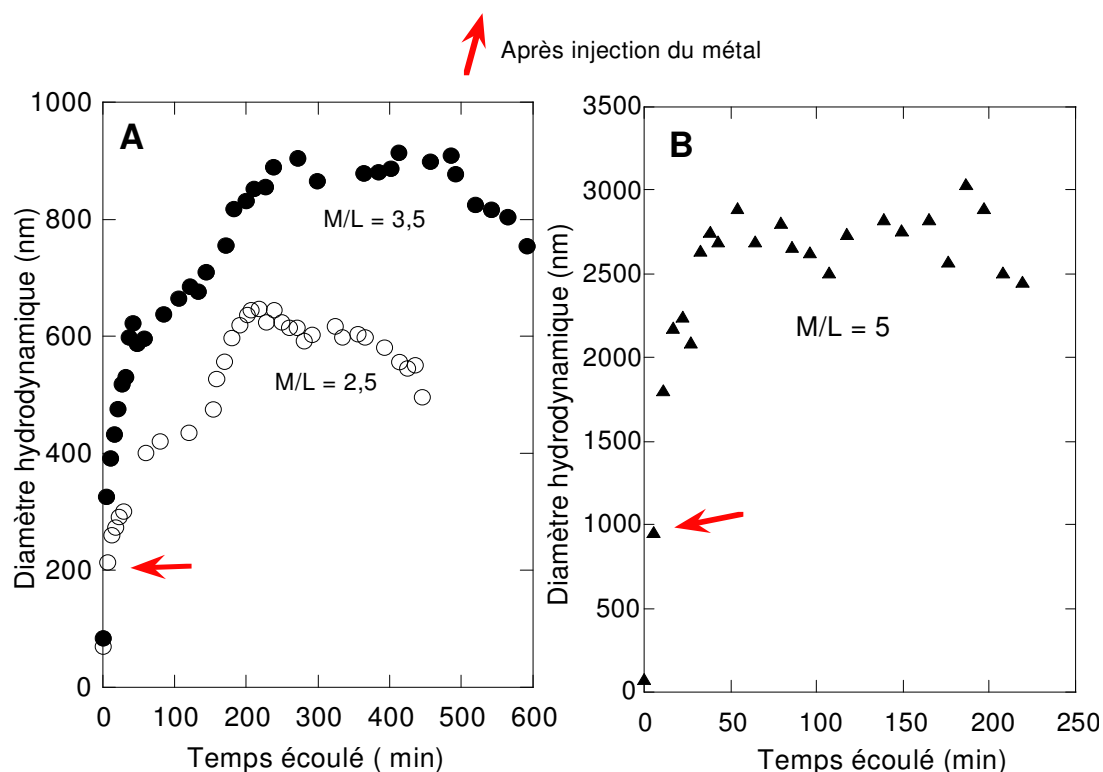 Après injection du métal
A
Diamètre hydrodynamique (nm)
1000
800
600
400
200
0
M/L = 3,5
M/L = 2,5
0 100 200 300 400 500 600
Temps écoulé ( min)
B
Diamètre hydrodynamique (nm)
3500
3000
2500
2000
1500
1000
500
0
M/L = 5
0 50 100 150 200 250
Temps écoulé (min)